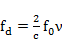 f_d = \frac{2}{c} f_0 ν